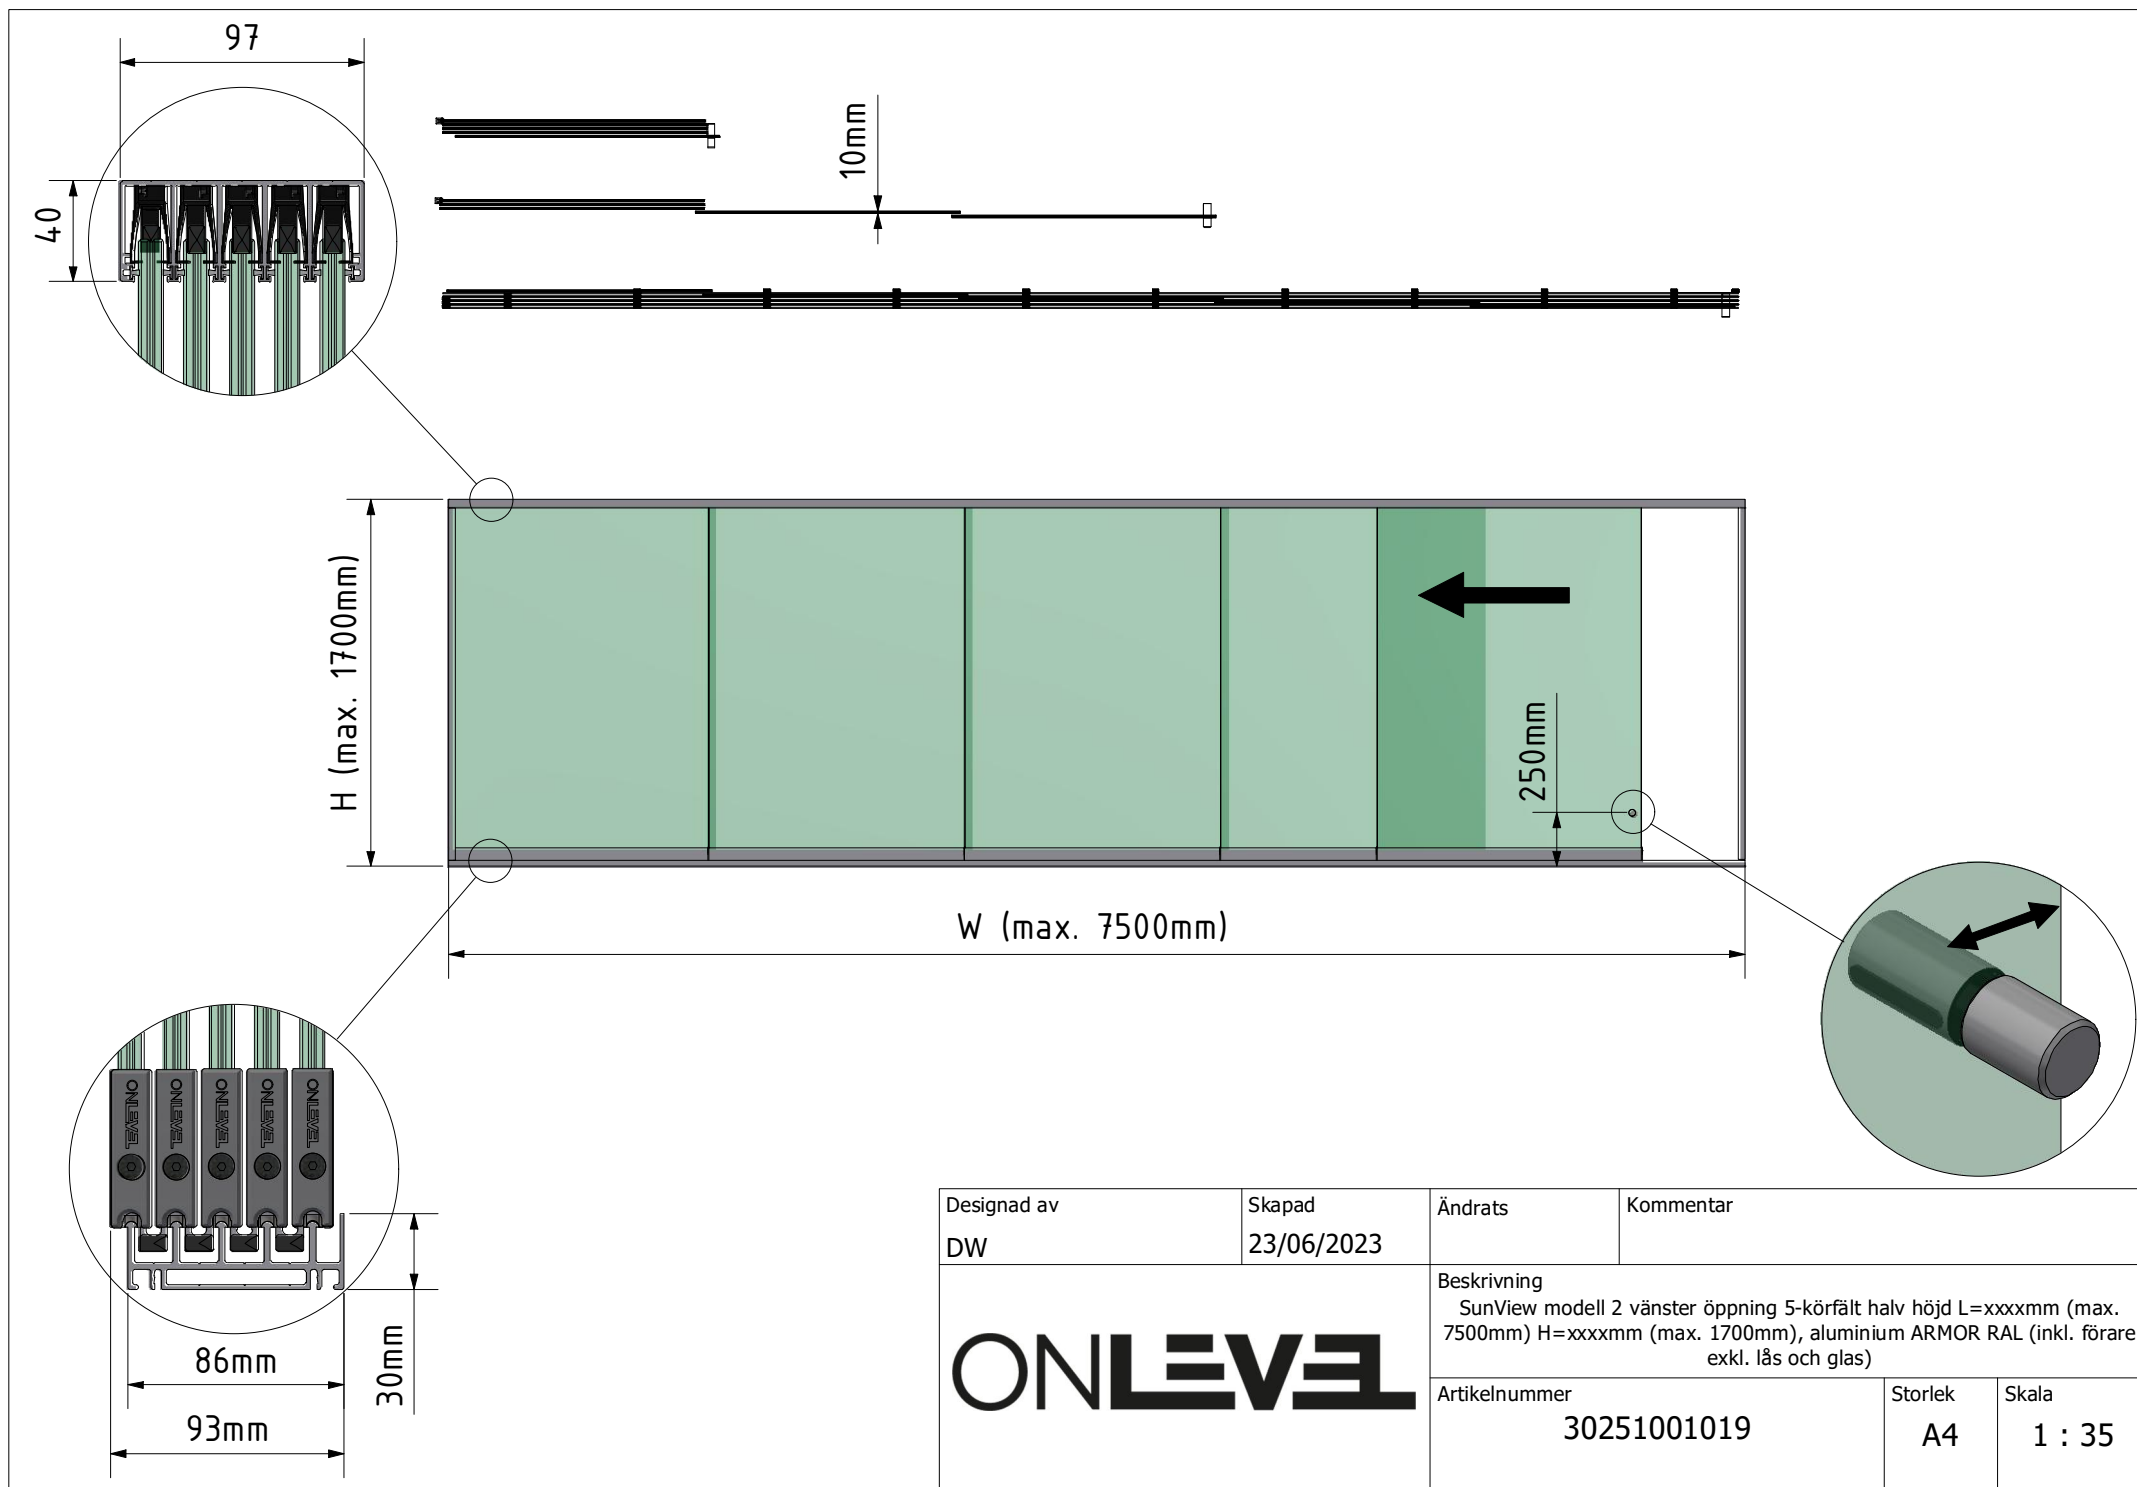 97
40
10mm
H (max. 1700mm)
250mm
W (max. 7500mm)
ONLEVEL
ONLEVEL
ONLEVEL
ONLEVEL
ONLEVEL
30mm
86mm
93mm
Designad av
DW
Skapad
23/06/2023
Ändrats
Kommentar
ONLEVEL
Beskrivning
SunView modell 2 vänster öppning 5-körfält halv höjd L=xxxxmm (max.
7500mm) H=xxxxmm (max. 1700mm), aluminium ARMOR RAL (inkl. förare
exkl. lås och glas)
Artikelnummer
30251001019
Storlek
A4
Skala
1 : 35